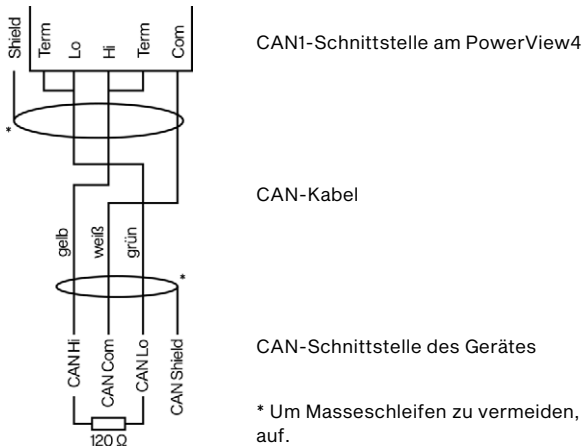 Shield
Term
Lo
Hi
Term
Com
CAN1-Schnittstelle am PowerView4
*
CAN-Kabel
gelb
weiß
grün
*
CAN Hi
CAN Com
CAN Lo
CAN Shield
CAN-Schnittstelle des Gerätes
* Um Masseschleifen zu vermeiden,
auf.
120 Ω